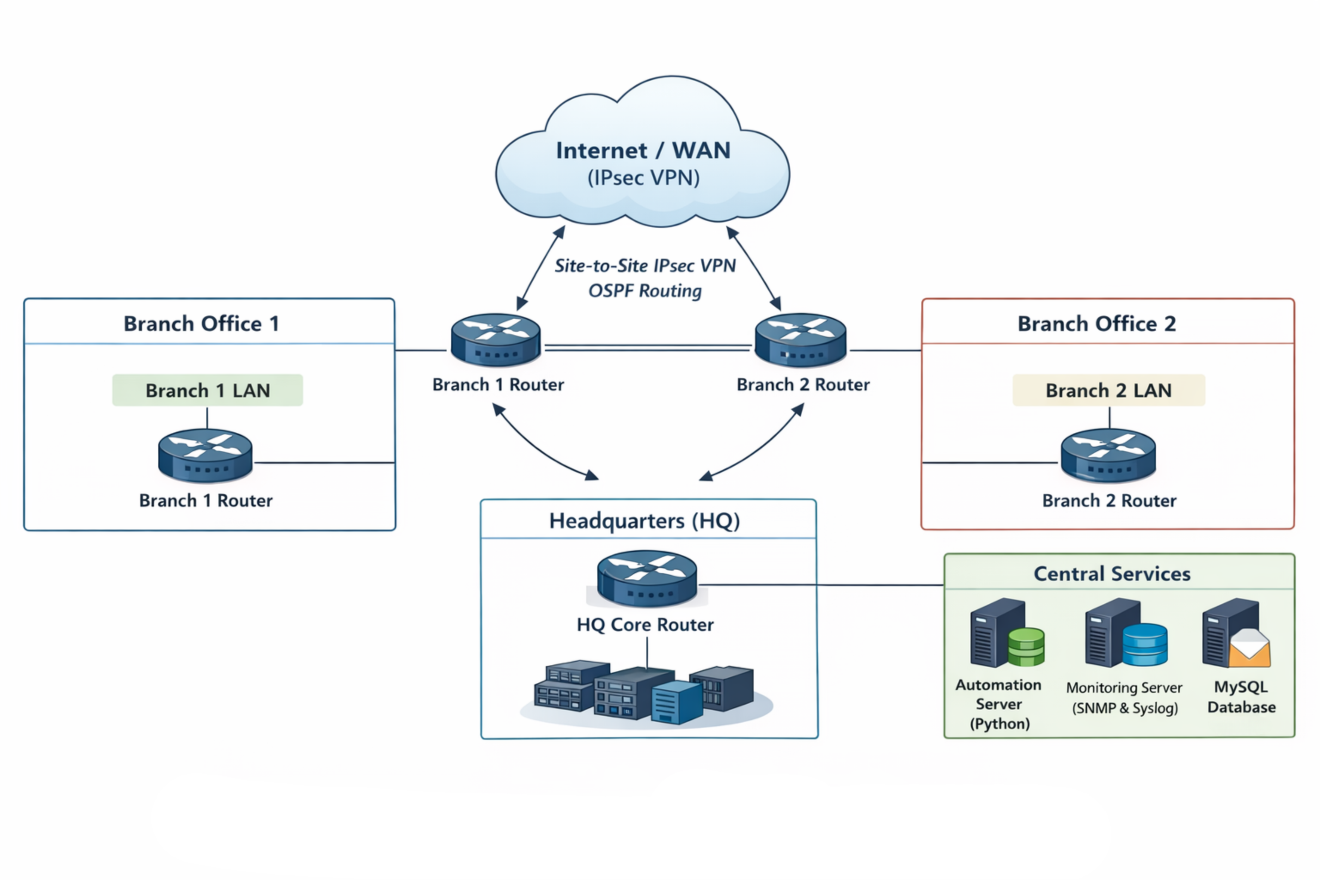 Internet / WAN
(IPsec VPN)
Site-to-Site IPsec VPN
OSPF Routing
Branch Office 1
Branch 1 LAN
Branch 1 Router
Branch 1 Router
Branch 2 Router
Branch Office 2
Branch 2 LAN
Branch 2 Router
Headquarters (HQ)
HQ Core Router
Central Services
Automation
Server
(Python)
Monitoring Server
(SNMP & Syslog)
MySQL
Database